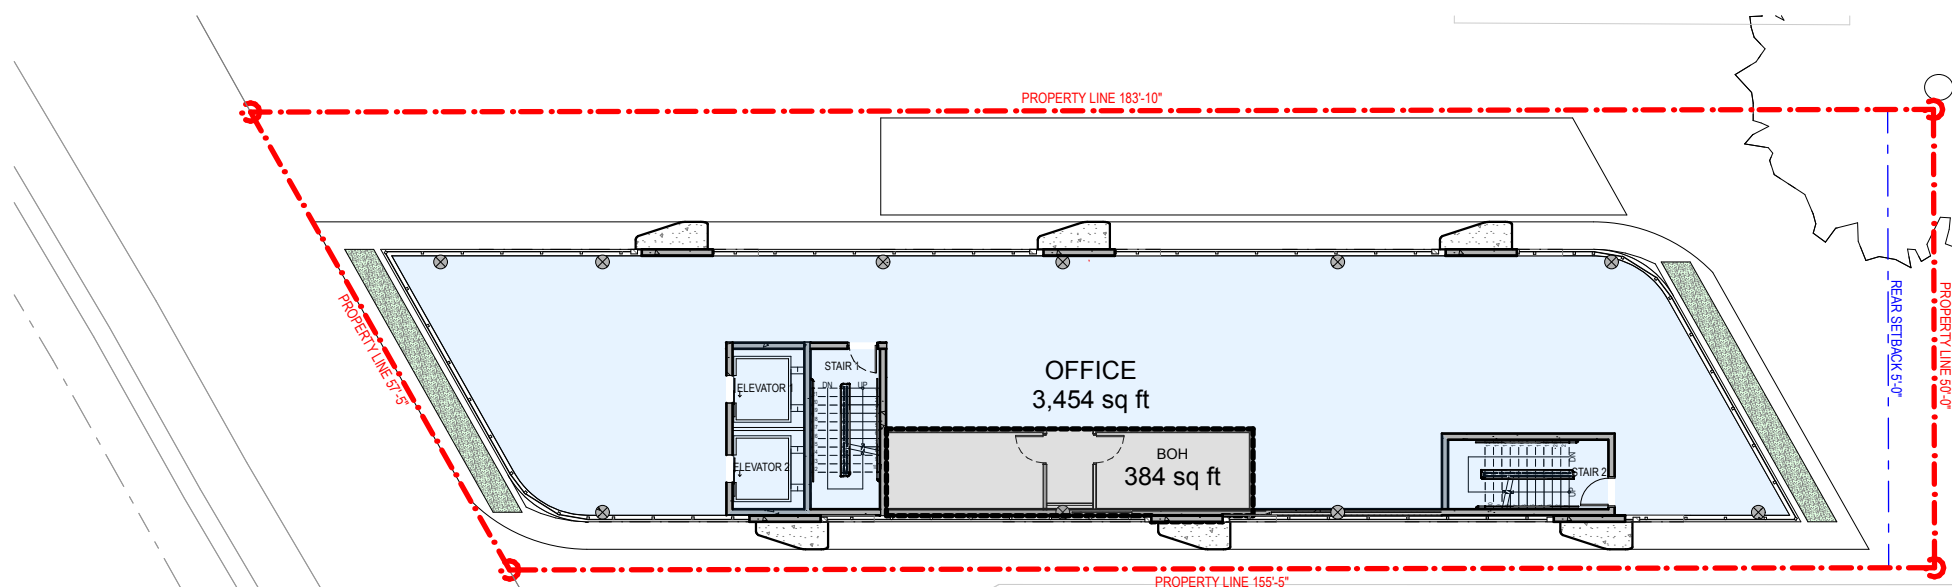 PROPERTY LINE 183'-10"
PROPERTY LINE 57'-5"
REAR SETBACK 5'-0"
PROPERTY LINE 50'-0"
STAIR 1
DN
UP
ELEVATOR 1
ELEVATOR 2
OFFICE
3,454 sq ft
BOH
384 sq ft
DN
STAIR 2
UP
PROPERTY LINE 155'-5"